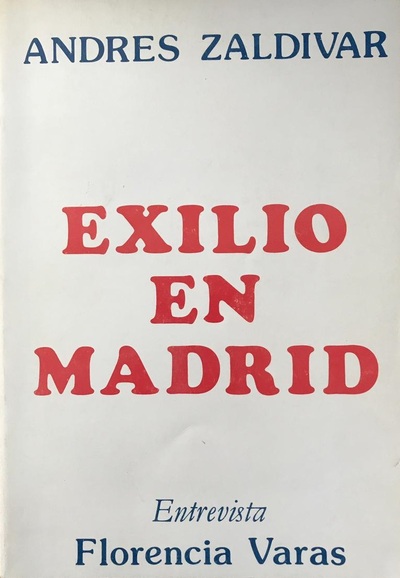 ANDRES ZALDIVAR
EXILIO
EN
MADRID
Entrevista
Florencia Varas